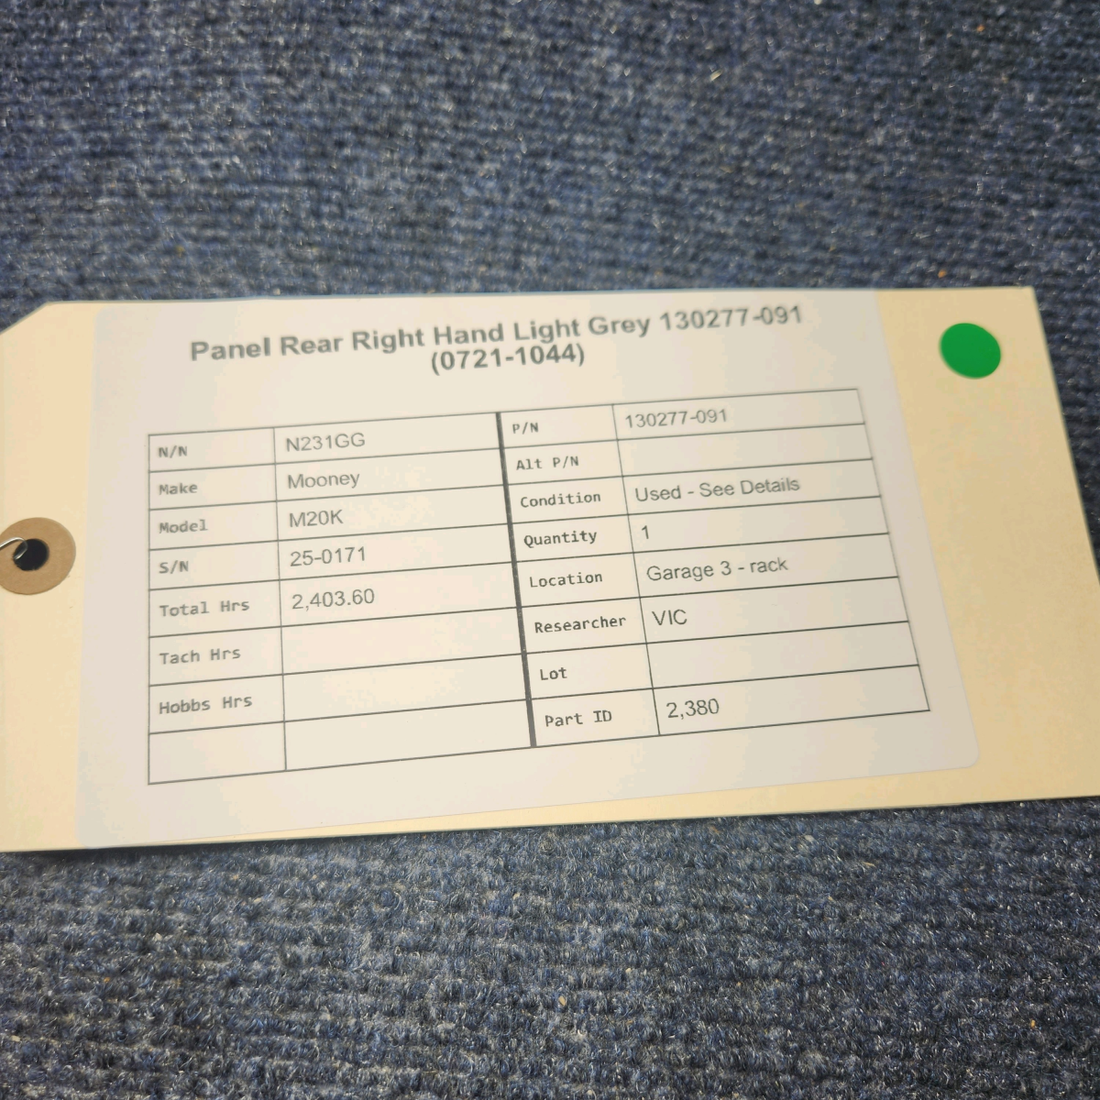 Panel Rear Right Hand Light Grey 130277-091
(0721-1044)
N/N N231GG
Make Mooney
Model M20K
S/N 25-0171
Total Hrs 2,403.60
Tach Hrs
Hobbs Hrs
P/N 130277-091
Alt P/N
Condition Used - See Details
Quantity 1
Location Garage 3 - rack
Researcher VIC
Lot
Part ID 2,380